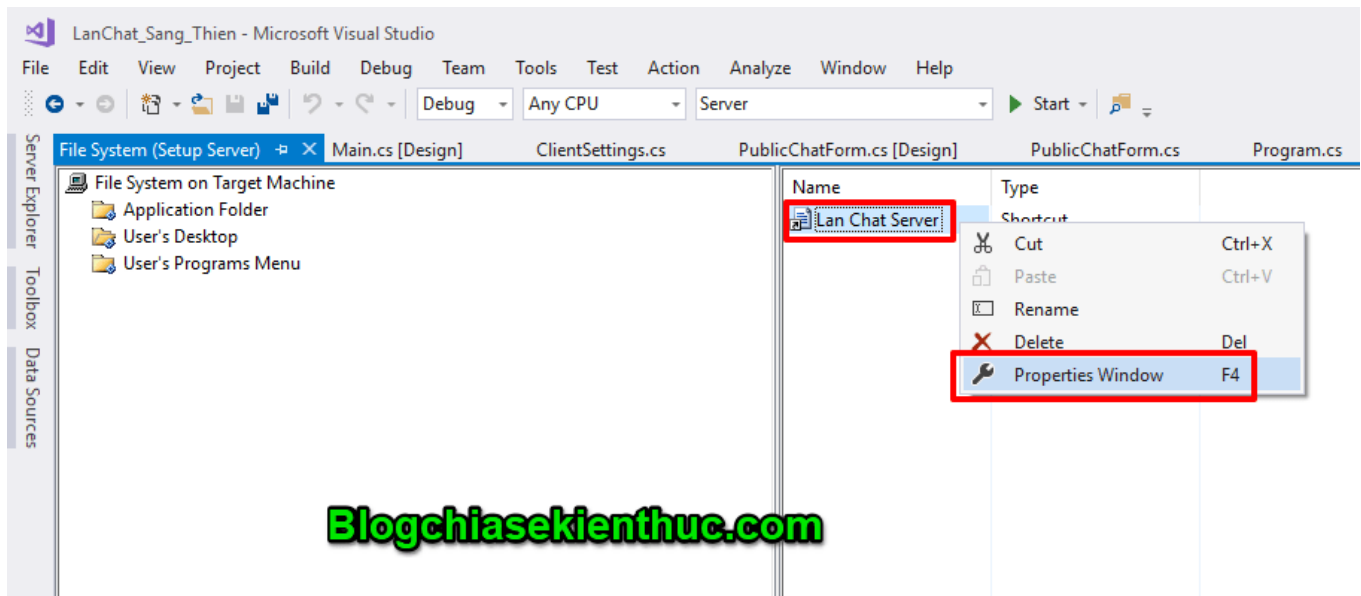 LanChat_Sang_Thien - Microsoft Visual Studio
File Edit View Project Build Debug Team Tools Test Action Analyze Window Help
Debug Any CPU Server Start
File System (Setup Server) Main.cs [Design] ClientSettings.cs PublicChatForm.cs [Design] PublicChatForm.cs Program.cs
Server Explorer
Toolbox
Data Sources
File System on Target Machine
Application Folder
User's Desktop
User's Programs Menu
Name Type
Lan Chat Server Shortcut
Cut Ctrl+X
Paste Ctrl+V
Rename
Delete Del
Properties Window F4
Blogchiasekienthuc.com